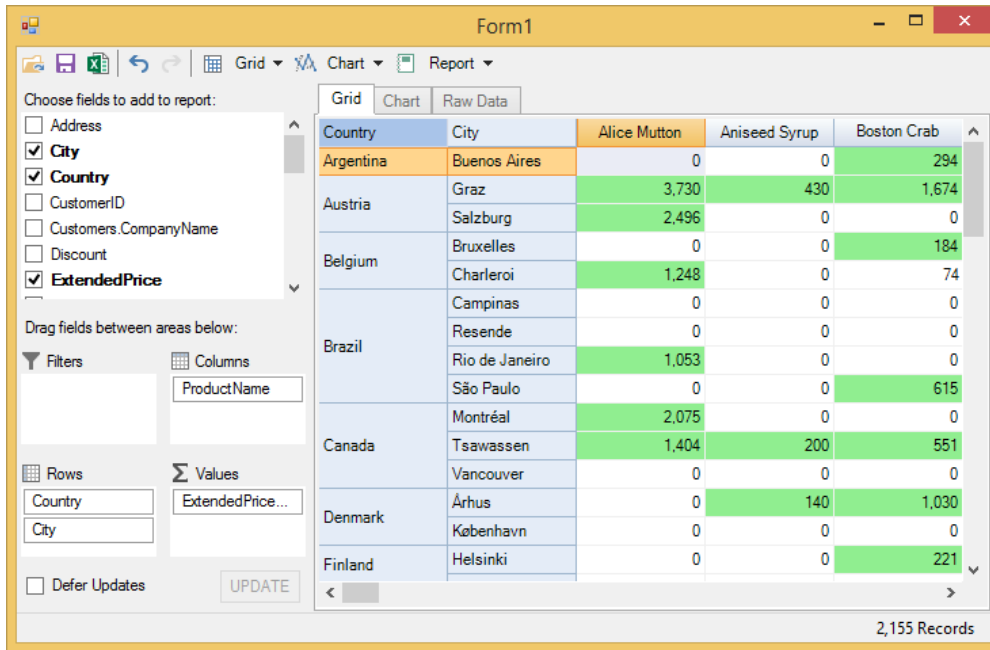 Form1
Grid Chart Report
Choose fields to add to report:
Address
City
Country
CustomerID
Customers.CompanyName
Discount
ExtendedPrice
Drag fields between areas below:
Filters Columns
ProductName
Rows Σ Values
Country ExtendedPrice...
City
Defer Updates UPDATE
Grid Chart Raw Data
Country City Alice Mutton Aniseed Syrup Boston Crab
Argentina Buenos Aires 0 0 294
Austria Graz 3,730 430 1,674
Salzburg 2,496 0 0
Belgium Bruxelles 0 0 184
Charleroi 1,248 0 74
Brazil Campinas 0 0 0
Resende 0 0 0
Rio de Janeiro 1,053 0 0
São Paulo 0 0 615
Canada Montréal 2,075 0 0
Tsawassen 1,404 200 551
Vancouver 0 0 0
Denmark Århus 0 140 1,030
København 0 0 0
Finland Helsinki 0 0 221
2,155 Records